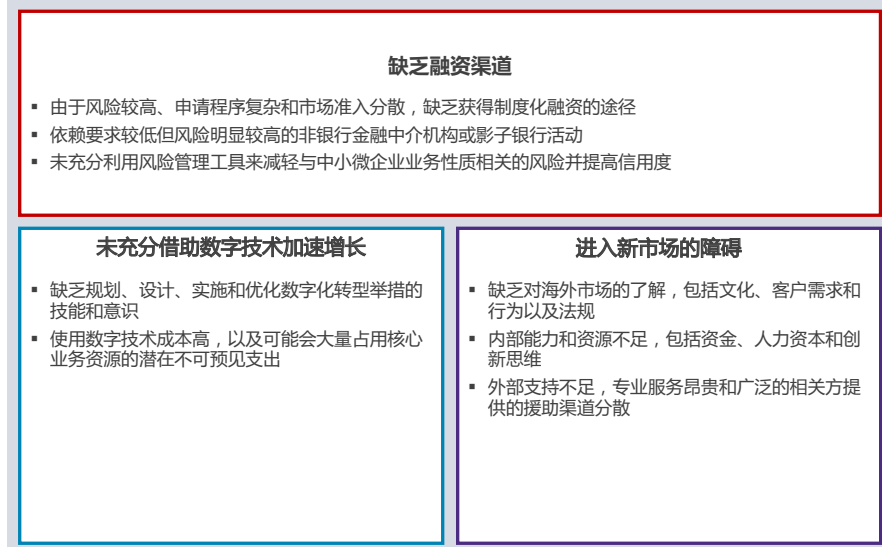 缺乏融资渠道
▪ 由于风险较高、申请程序复杂和市场准入分散，缺乏获得制度化融资的途径
▪ 依赖要求较低但风险明显较高的非银行金融中介机构或影子银行活动
▪ 未充分利用风险管理工具来减轻与中小微企业业务性质相关的风险并提高信用度
未充分借助数字技术加速增长
▪ 缺乏规划、设计、实施和优化数字化转型举措的
技能和意识
▪ 使用数字技术成本高，以及可能会大量占用核心
业务资源的潜在不可预见支出
进入新市场的障碍
▪ 缺乏对海外市场的了解，包括文化、客户需求和
行为以及法规
▪ 内部能力和资源不足，包括资金、人力资本和创
新思维
▪ 外部支持不足，专业服务昂贵和广泛的相关方提
供的援助渠道分散